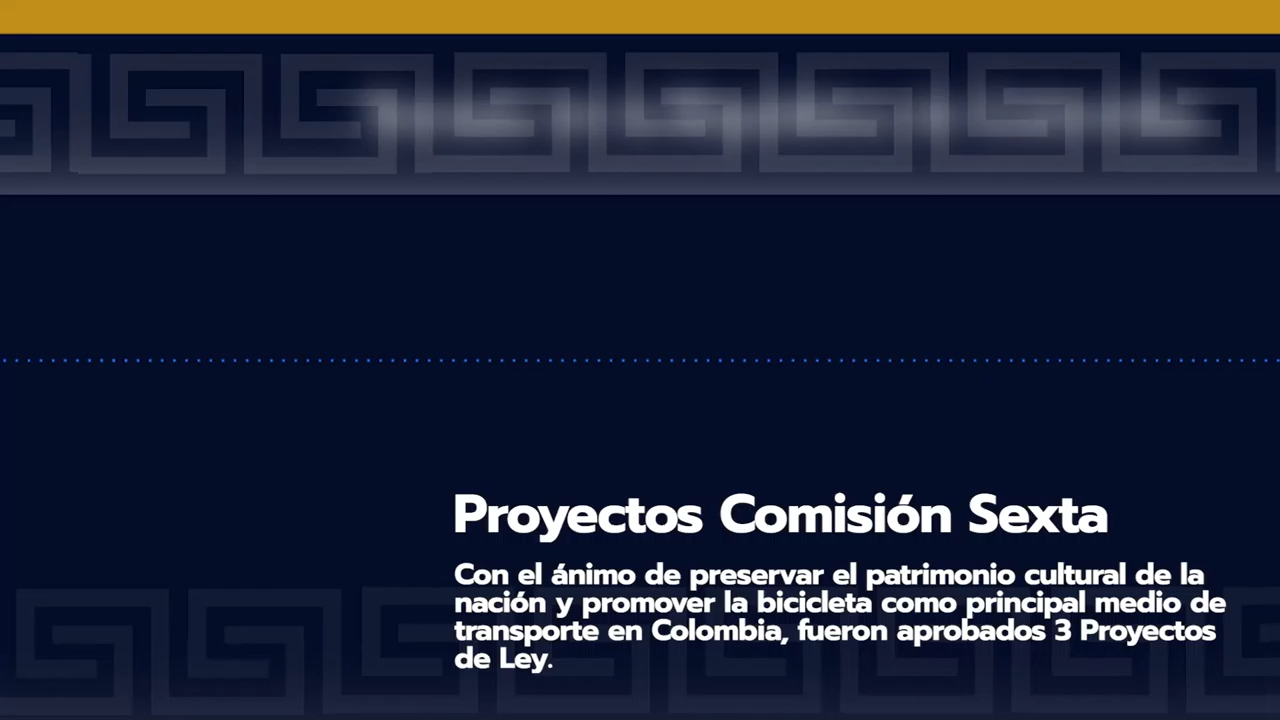 Proyectos Comisión Sexta
Con el ánimo de preservar el patrimonio cultural de la
nación y promover la bicicleta como principal medio de
transporte en Colombia, fueron aprobados 3 Proyectos
de Ley.